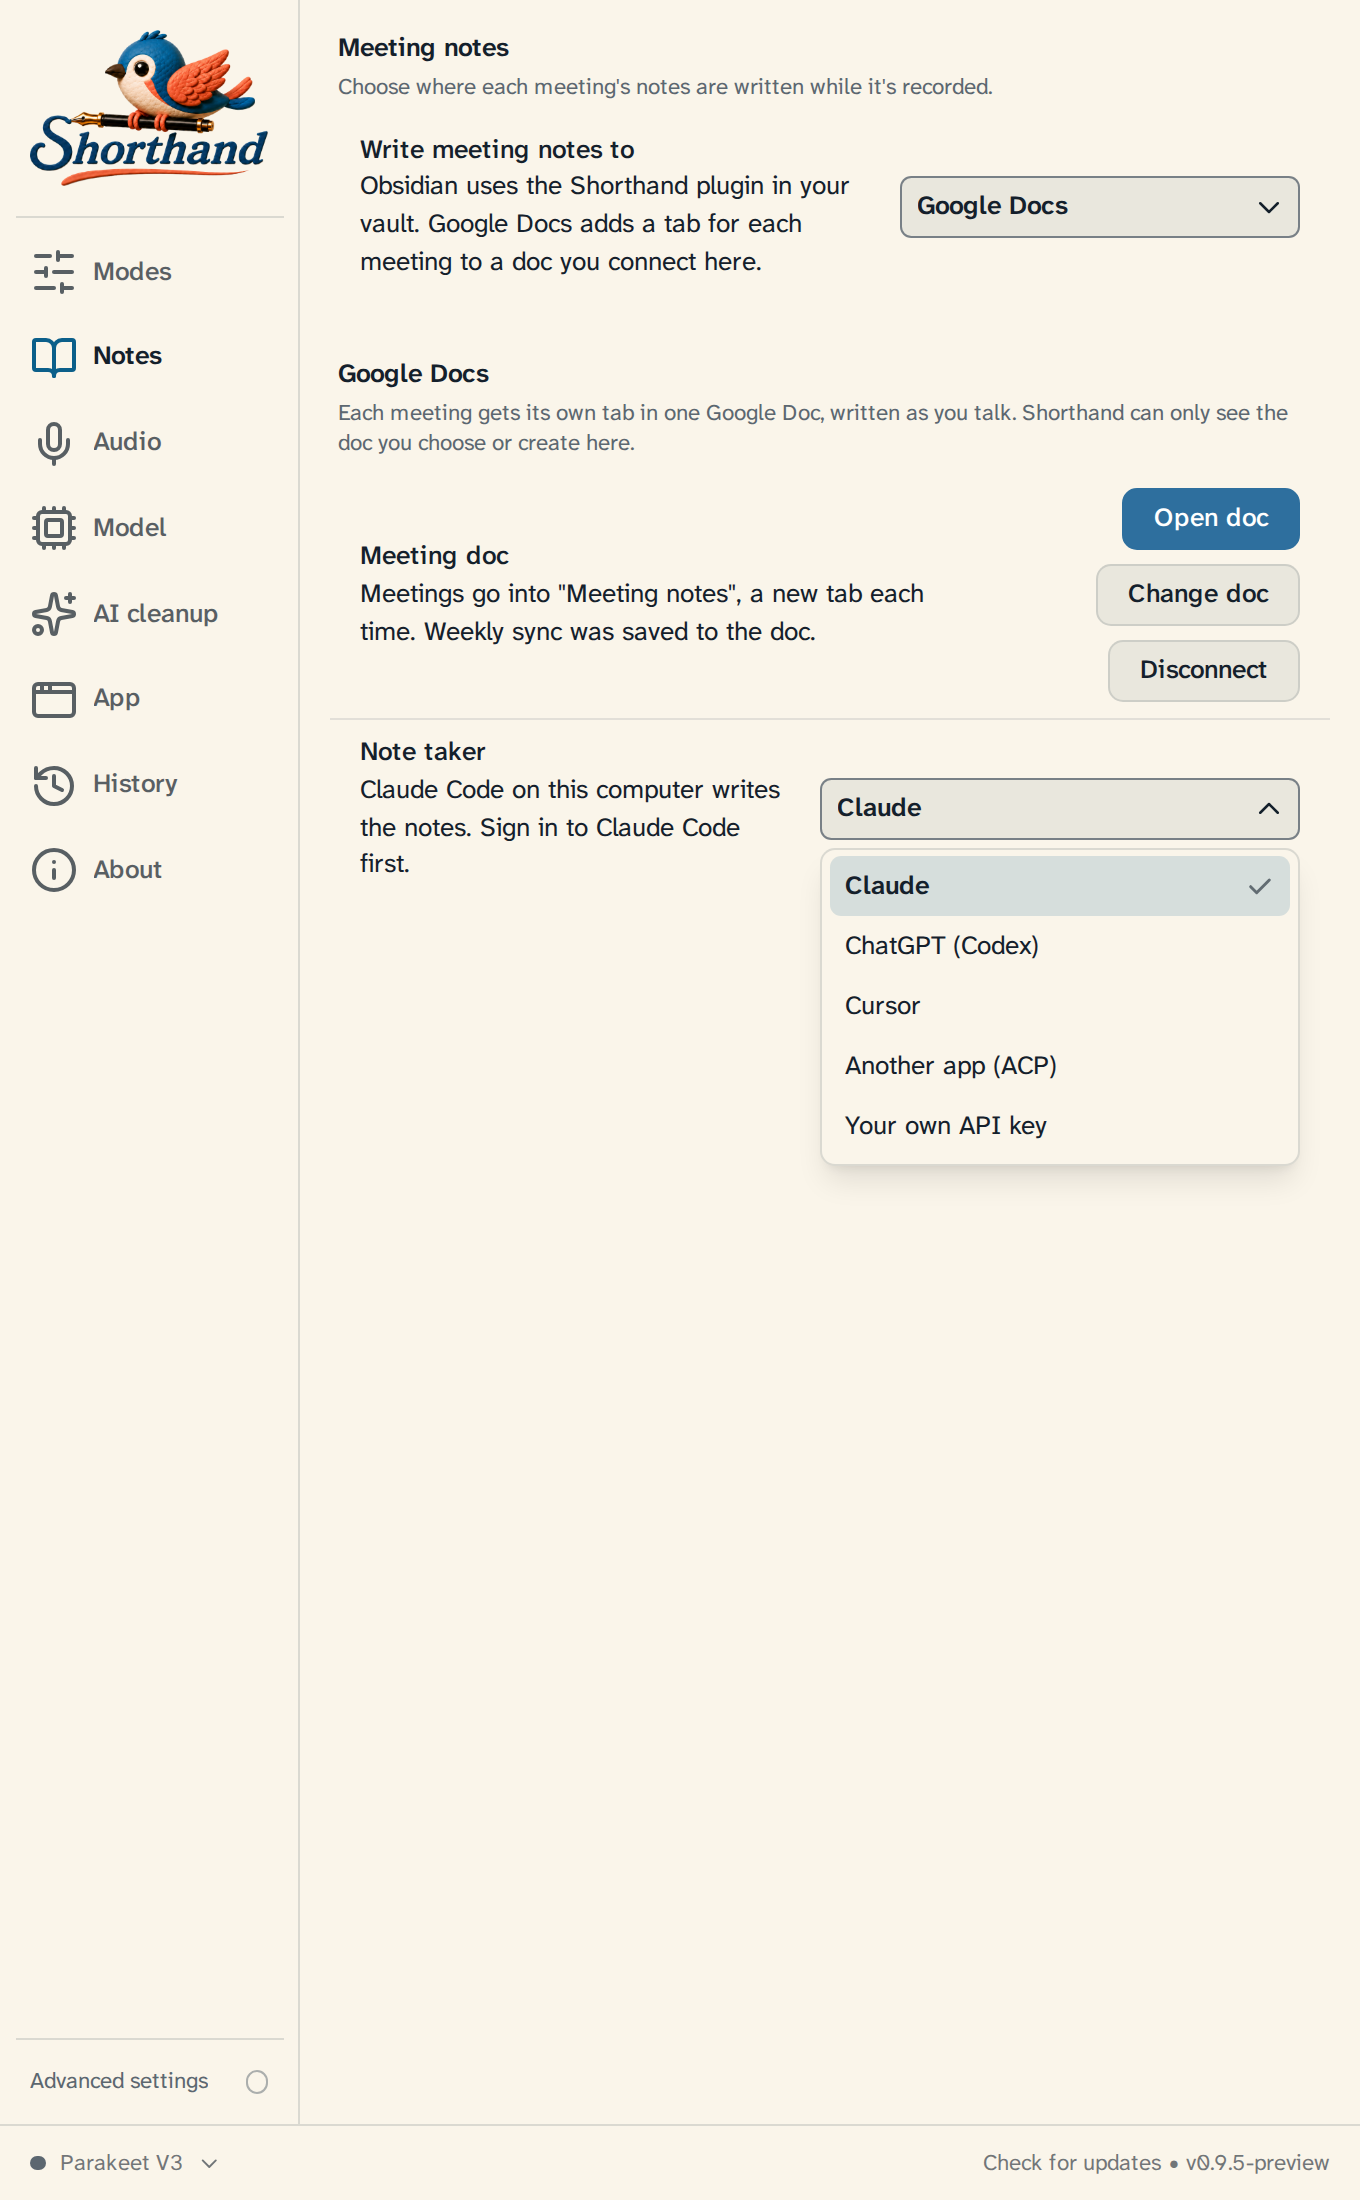 Shorthand
Modes
Notes
Audio
Model
AI cleanup
App
History
About
Advanced settings
Meeting notes
Choose where each meeting's notes are written while it's recorded.
Write meeting notes to
Obsidian uses the Shorthand plugin in your
vault. Google Docs adds a tab for each
meeting to a doc you connect here.
Google Docs
Google Docs
Each meeting gets its own tab in one Google Doc, written as you talk. Shorthand can only see the
doc you choose or create here.
Meeting doc
Meetings go into "Meeting notes", a new tab each
time. Weekly sync was saved to the doc.
Open doc
Change doc
Disconnect
Note taker
Claude Code on this computer writes
the notes. Sign in to Claude Code
first.
Claude
Claude
ChatGPT (Codex)
Cursor
Another app (ACP)
Your own API key
Parakeet V3
Check for updates • v0.9.5-preview